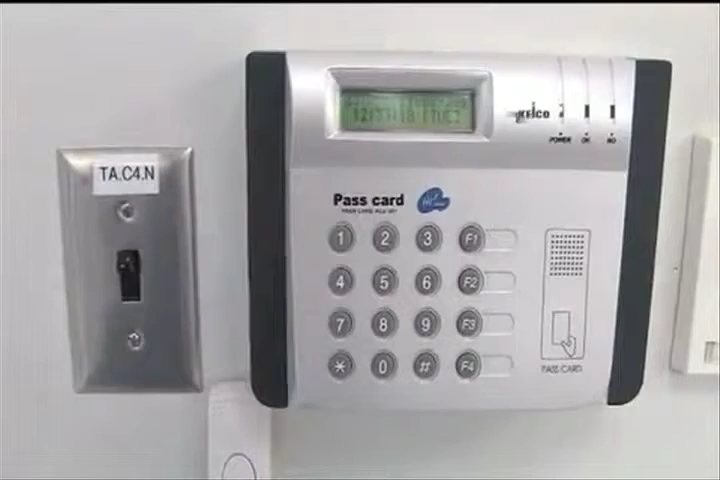 TA.C4.N
KEICO
POWER OK NO
Pass card
1 2 3 F1
4 5 6 F2
7 8 9 F3
* 0 # F4
PASS CARD